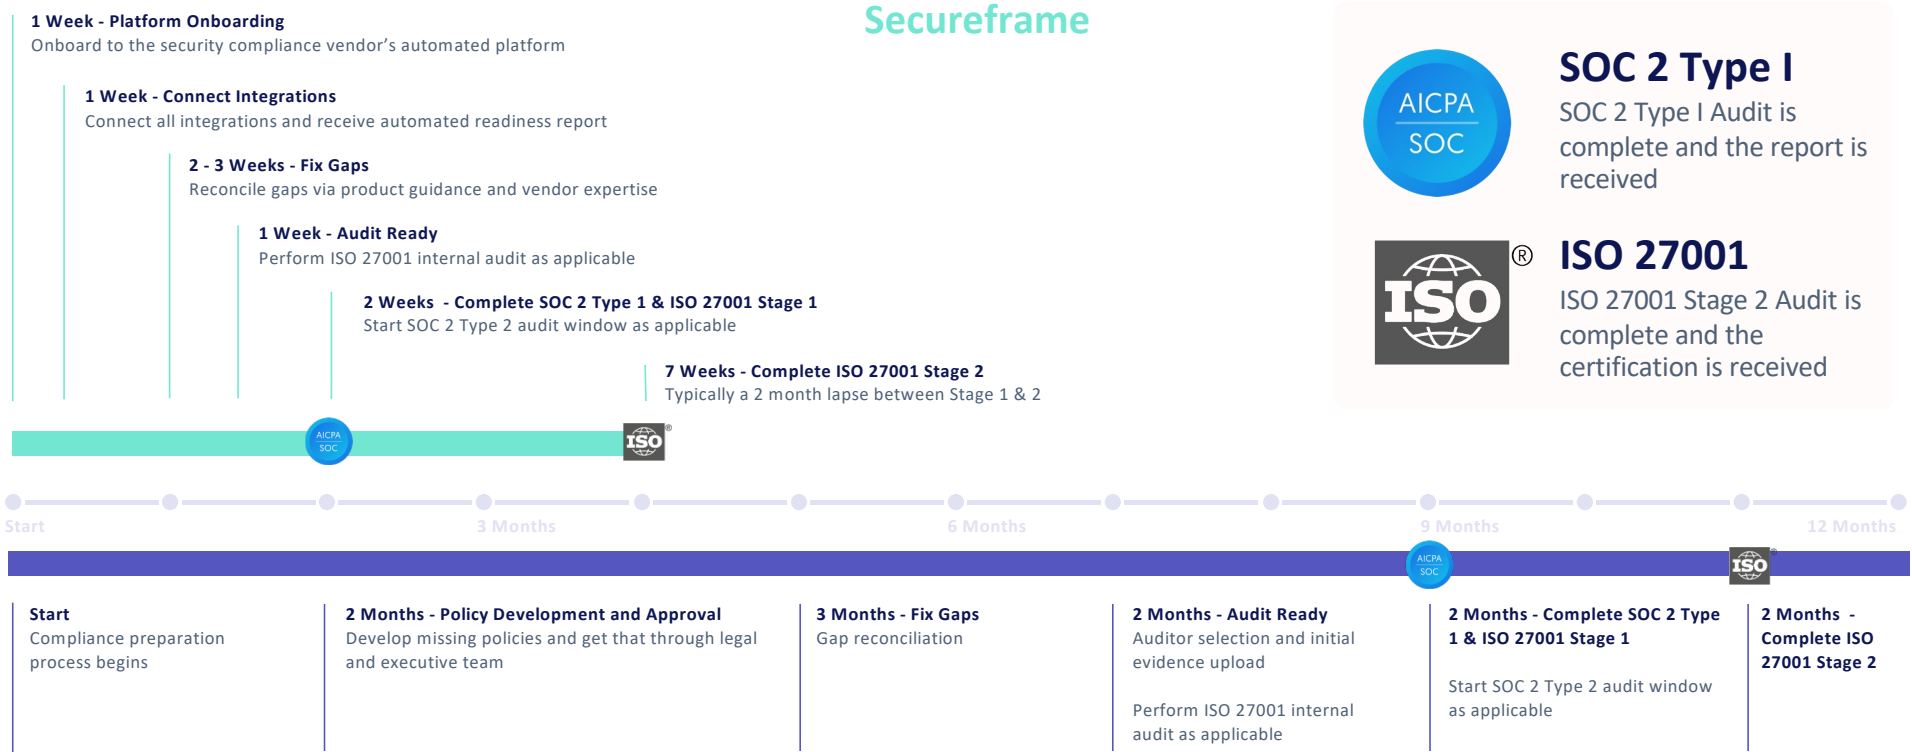 Secureframe
1 Week - Platform Onboarding
Onboard to the security compliance vendor's automated platform
1 Week - Connect Integrations
Connect all integrations and receive automated readiness report
2 - 3 Weeks - Fix Gaps
Reconcile gaps via product guidance and vendor expertise
1 Week - Audit Ready
Perform ISO 27001 internal audit as applicable
2 Weeks - Complete SOC 2 Type 1 & ISO 27001 Stage 1
Start SOC 2 Type 2 audit window as applicable
7 Weeks - Complete ISO 27001 Stage 2
Typically a 2 month lapse between Stage 1 & 2
AICPA
SOC
SOC 2 Type I
SOC 2 Type I Audit is
complete and the report is
received
ISO®
ISO 27001
ISO 27001 Stage 2 Audit is
complete and the
certification is received
AICPA
SOC
ISO®
Start
3 Months
6 Months
9 Months
12 Months
AICPA
SOC
ISO®
Start
Compliance preparation
process begins
2 Months - Policy Development and Approval
Develop missing policies and get that through legal
and executive team
3 Months - Fix Gaps
Gap reconciliation
2 Months - Audit Ready
Auditor selection and initial
evidence upload
Perform ISO 27001 internal
audit as applicable
2 Months - Complete SOC 2 Type
1 & ISO 27001 Stage 1
Start SOC 2 Type 2 audit window
as applicable
2 Months -
Complete ISO
27001 Stage 2